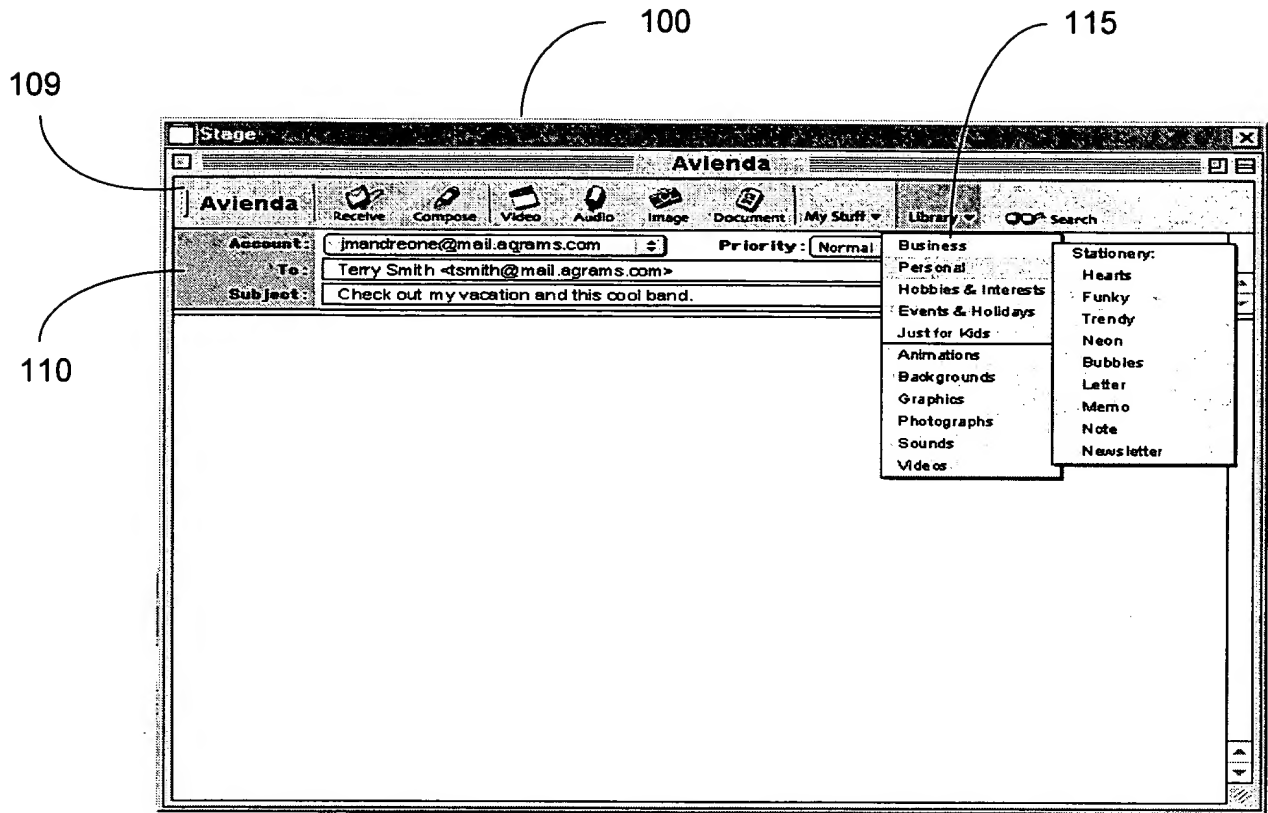 100
115
109
Stage
Avienda
Avienda
Receive
Compose
Video
Audio
Image
Document
My Stuff
Library
Search
Account: jmandreone@mail.agrams.com Priority: Normal
To: Terry Smith <tsmith@mail.agrams.com>
Subject: Check out my vacation and this cool band.
110
Business
Personal
Hobbies & Interests
Events & Holidays
Just for Kids
Animations
Backgrounds
Graphics
Photographs
Sounds
Videos
Stationery:
Hearts
Funky
Trendy
Neon
Bubbles
Letter
Memo
Note
Newsletter